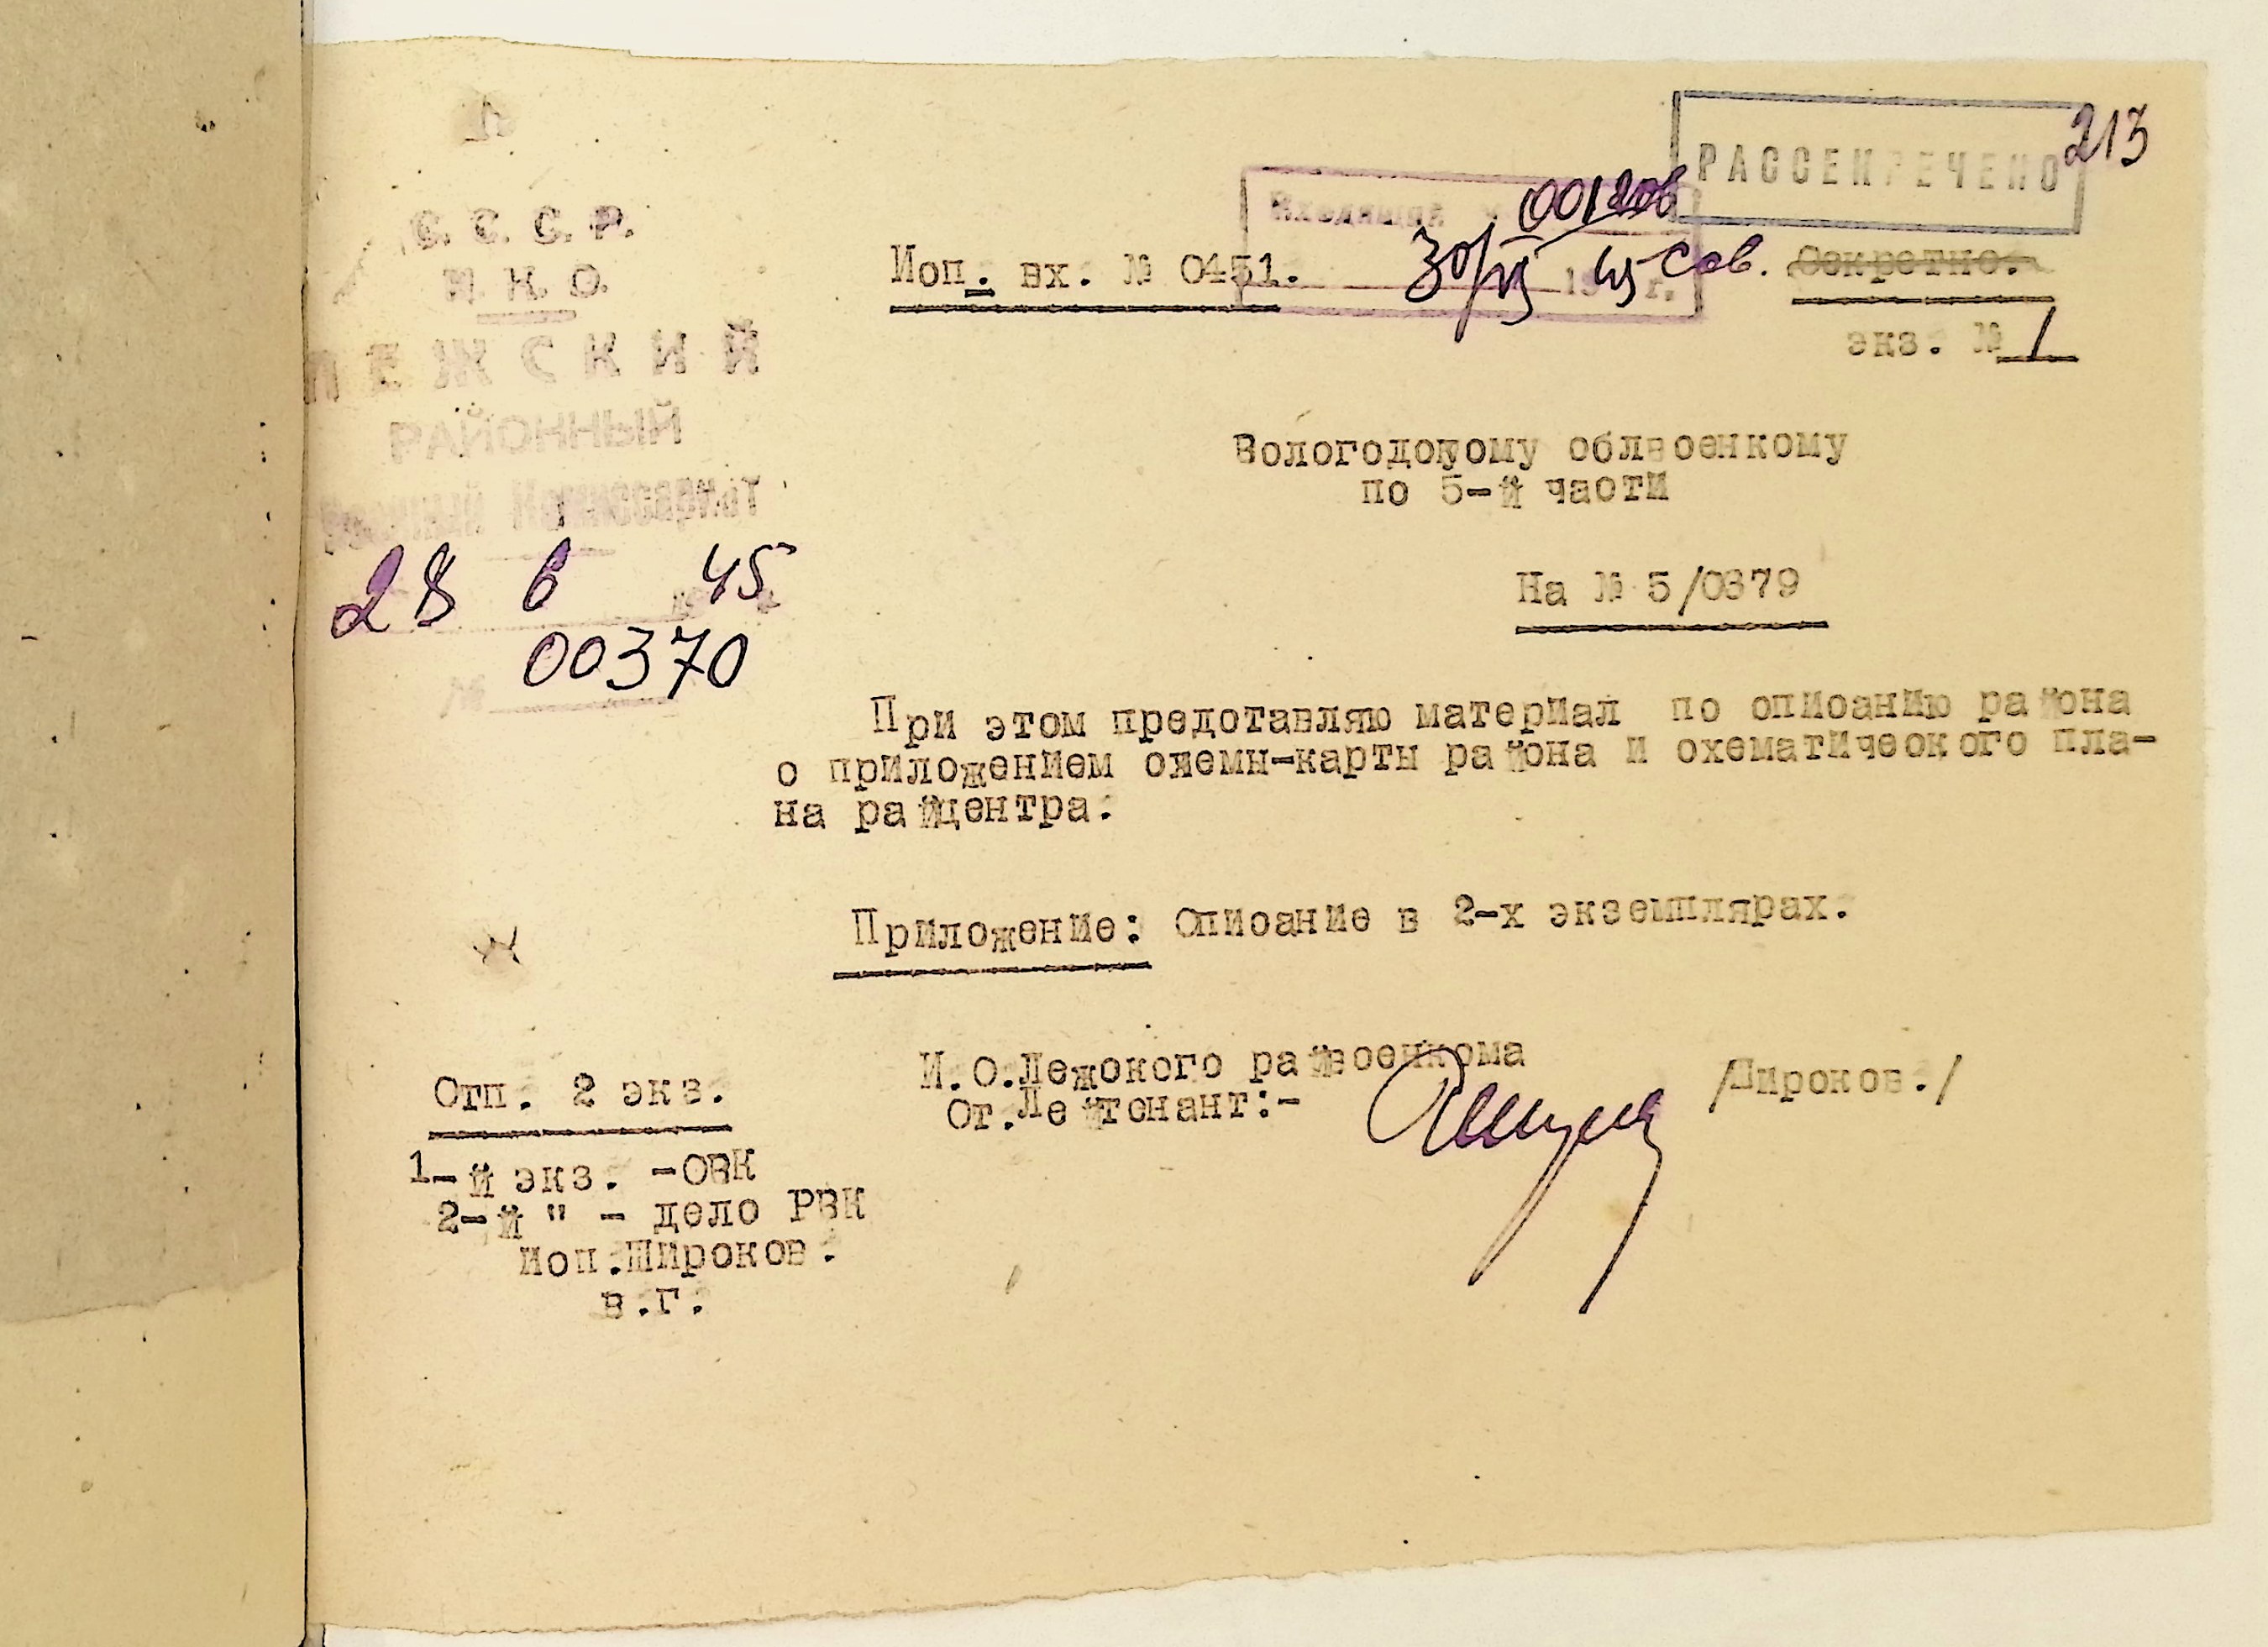 213
РАССЕКРЕЧЕНО
С. С. С. Р.
Н. К. О.
ЛЕЖСКИЙ
РАЙОННЫЙ
Военный Комиссариат
28 6 45
№ 00370
Входящий
30/VI 1945 г.
Исп. вх. № 0451.
Сов. Секретно.
экз. № 1
Вологодскому облвоенкому
по 5-й части
На № 5/0379
При этом представляю материал по описанию района
с приложением схемы-карты района и схематического пла-
на райцентра.
Приложение: Описание в 2-х экземплярах.
И.О.Лежского райвоенкома
Ст.Лейтенант:-
/Широков./
Отп. 2 экз.
1-й экз. -ОВК
2-й " - дело РВК
исп.Широков.
в.г.